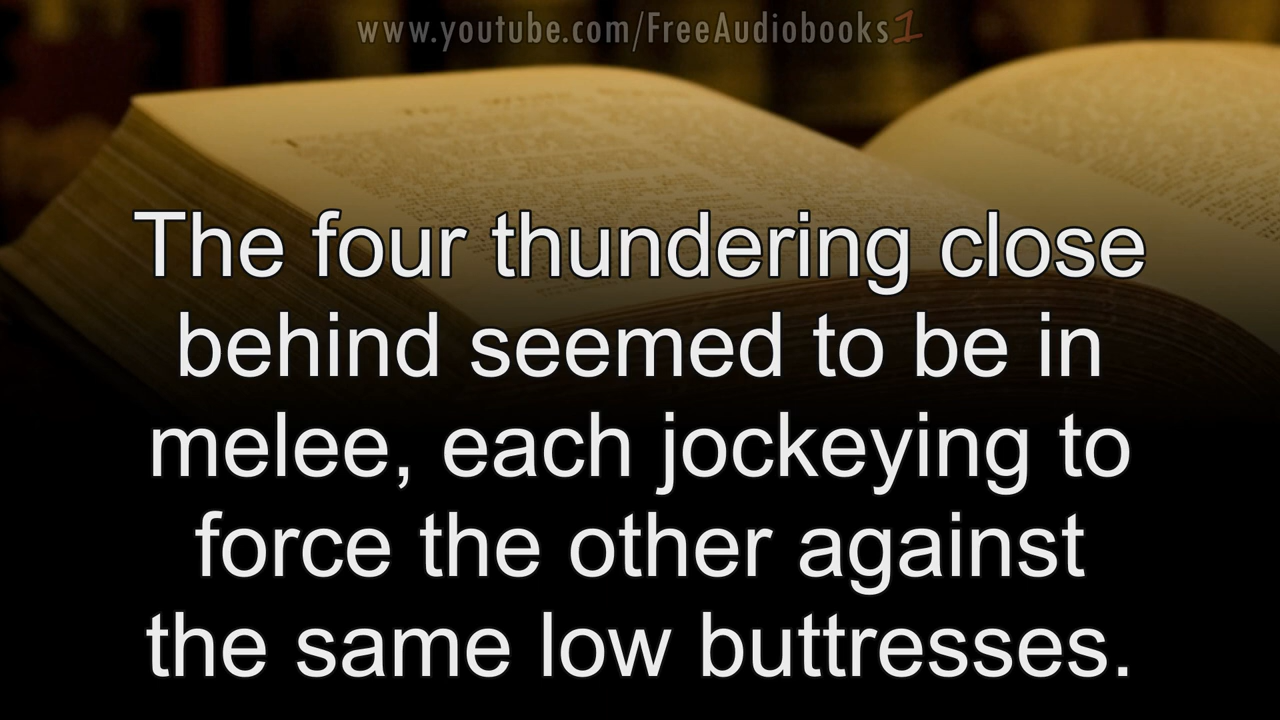 www.youtube.com/FreeAudiobooks1
The four thundering close
behind seemed to be in
melee, each jockeying to
force the other against
the same low buttresses.